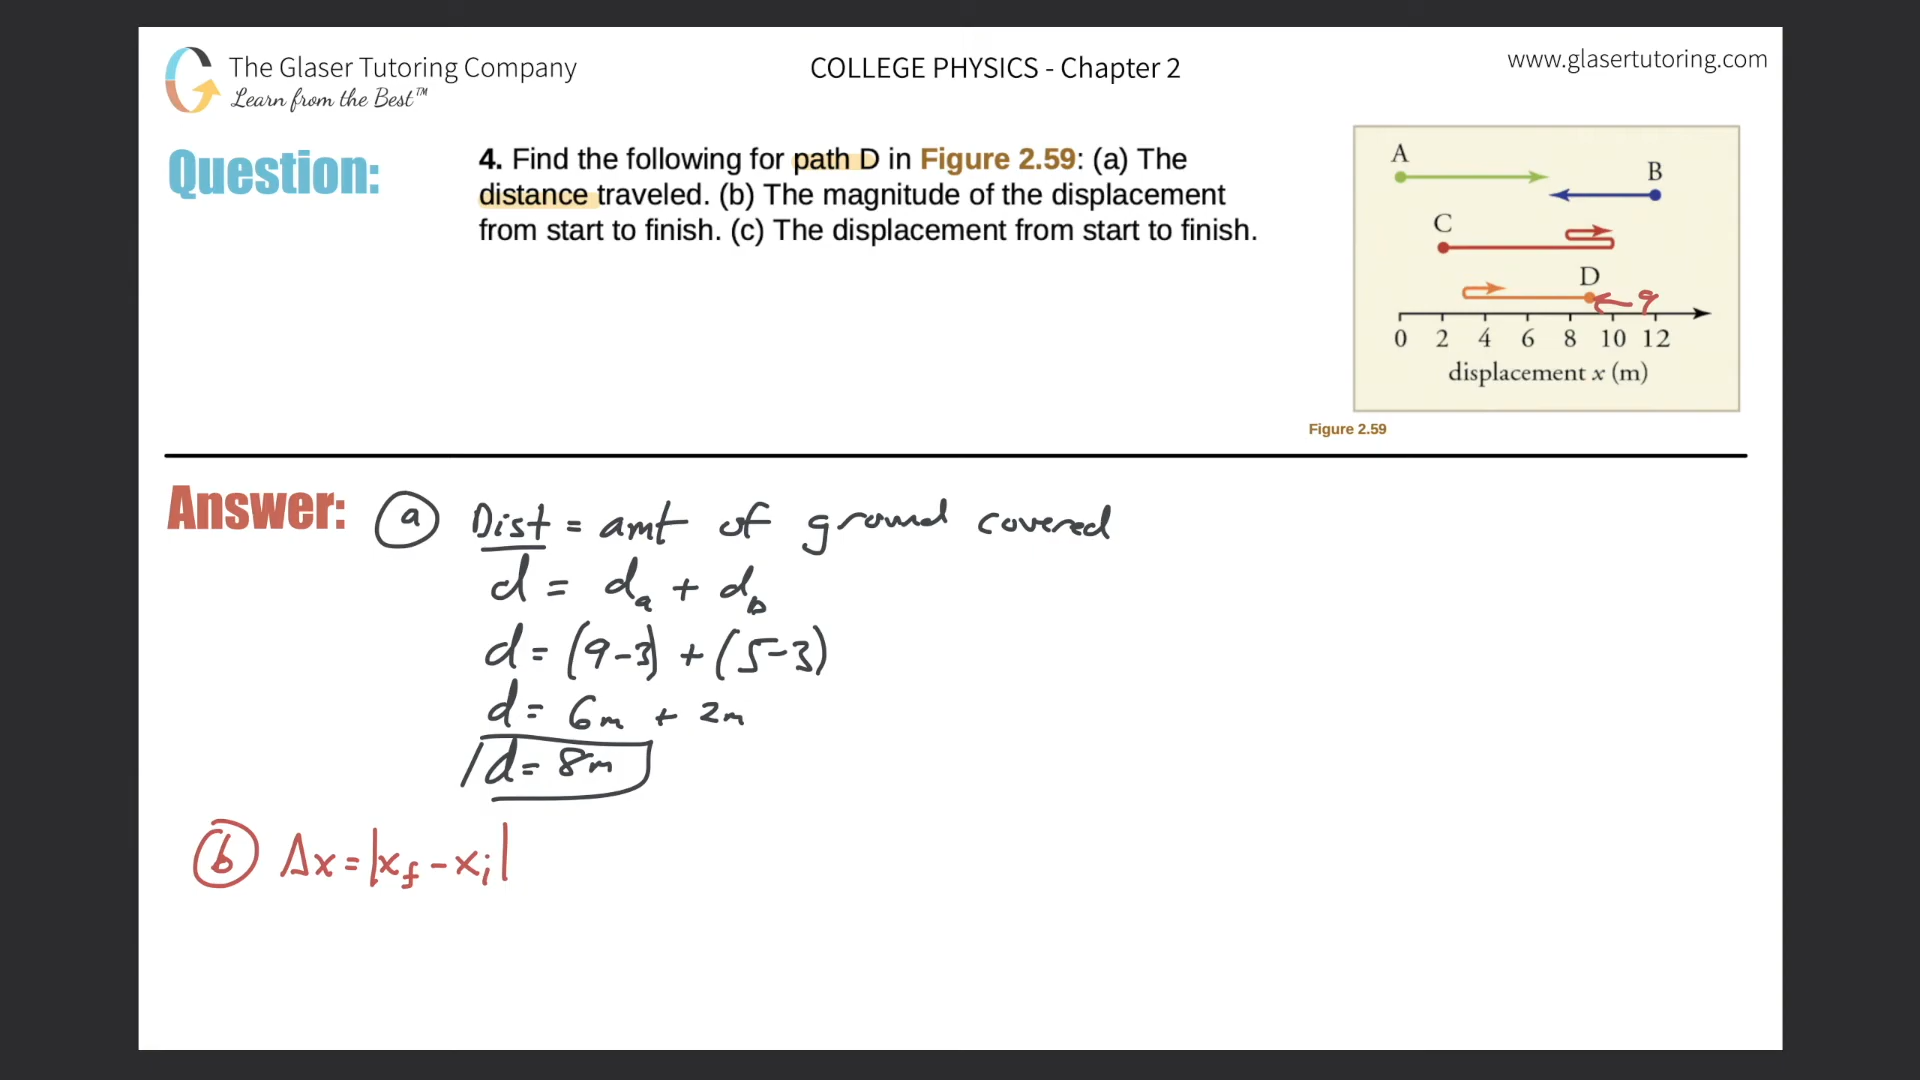 The Glaser Tutoring Company
Learn from the Best™
COLLEGE PHYSICS - Chapter 2
www.glasertutoring.com
Question:
4. Find the following for path D in Figure 2.59: (a) The
distance traveled. (b) The magnitude of the displacement
from start to finish. (c) The displacement from start to finish.
A
B
C
D
9
0 2 4 6 8 10 12
displacement x (m)
Figure 2.59
Answer:
a Dist = amt of ground covered
d = da + db
d = (9-3) + (5-3)
d = 6m + 2m
d = 8m
b Δx = |xf - xi|